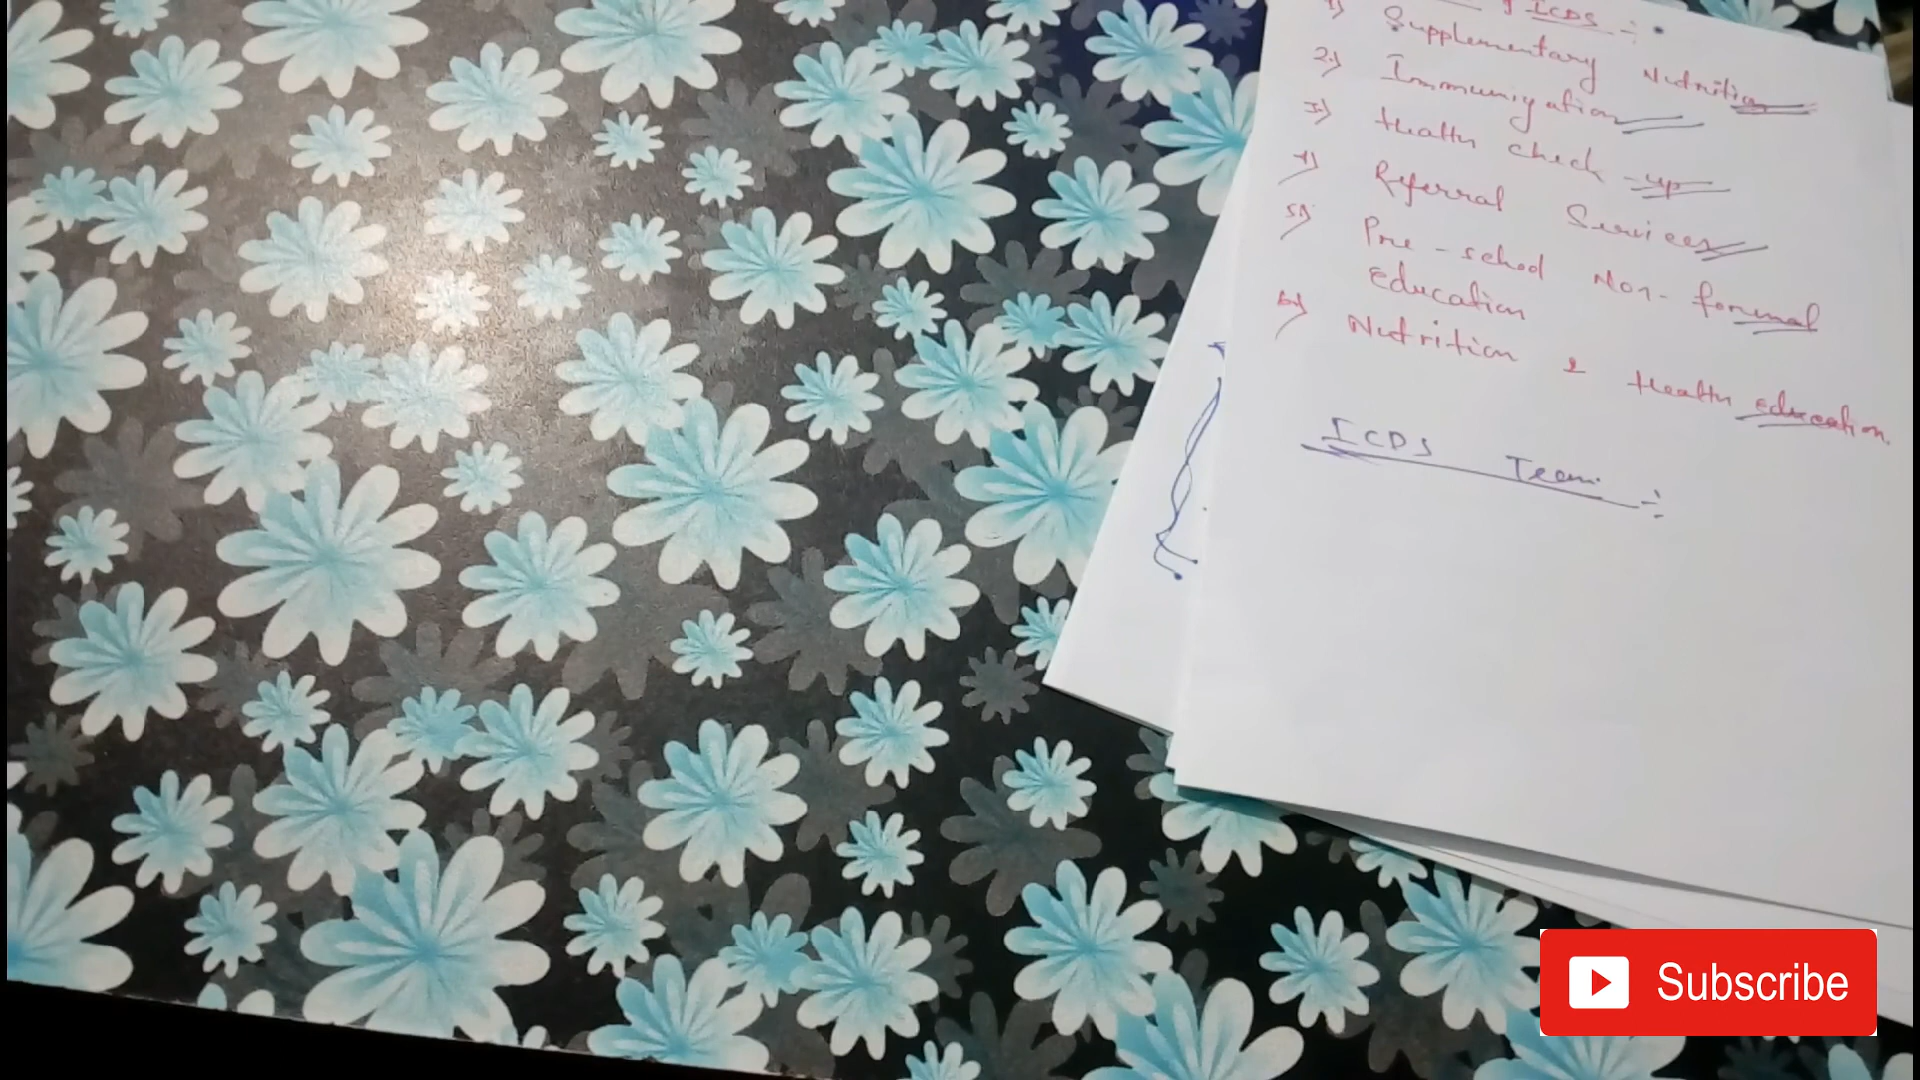 ICDS :-
1) Supplementary Nutrition
2) Immunization
3) Health check-up
4) Referral Services
5) Pre-school Non-formal
Education
6) Nutrition & Health education.
ICDS Team :-
Subscribe